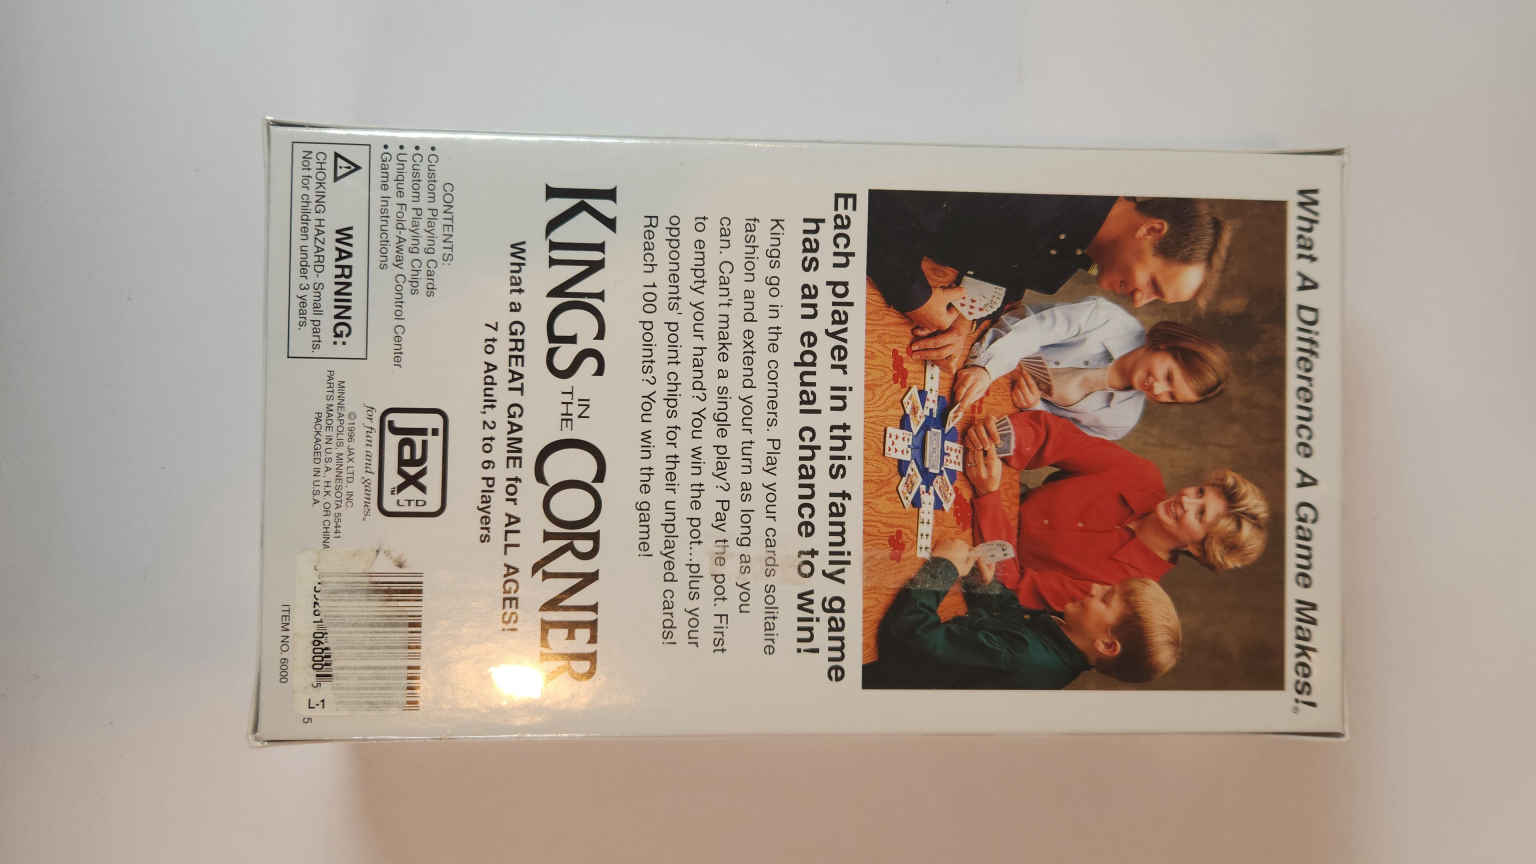 What A Difference A Game Makes!®
Each player in this family game
has an equal chance to win!
Kings go in the corners. Play your cards solitaire
fashion and extend your turn as long as you
can. Can't make a single play? Pay the pot. First
to empty your hand? You win the pot...plus your
opponents' point chips for their unplayed cards!
Reach 100 points? You win the game!
KINGS IN THE CORNER
What a GREAT GAME for ALL AGES!
7 to Adult, 2 to 6 Players
CONTENTS:
•Custom Playing Cards
•Custom Playing Chips
•Unique Fold-Away Control Center
•Game Instructions
WARNING:
CHOKING HAZARD- Small parts.
Not for children under 3 years.
jax LTD™
for fun and games.
©1996 JAX LTD., INC.
MINNEAPOLIS, MINNESOTA 55441
PARTS MADE IN U.S.A., H.K. OR CHINA
PACKAGED IN U.S.A.
06000 5
L-1
5
ITEM NO. 6000